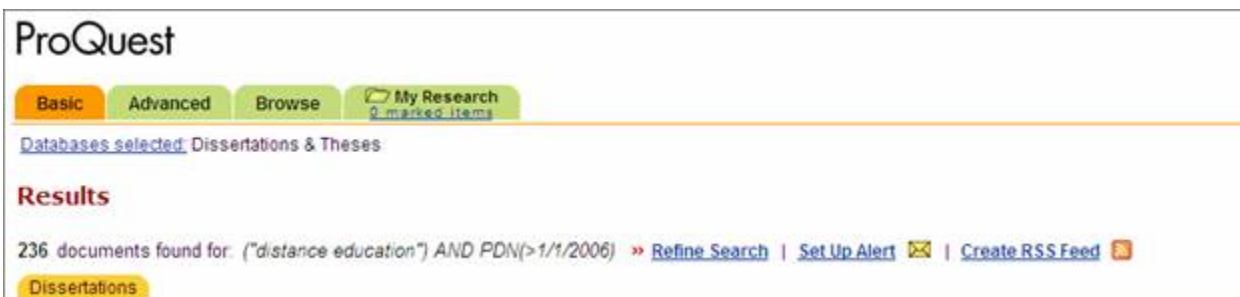 ProQuest
Basic Advanced Browse My Research
0 marked items
Databases selected: Dissertations & Theses
Results
236 documents found for: ("distance education") AND PDN(>1/1/2006) » Refine Search | Set Up Alert | Create RSS Feed
Dissertations